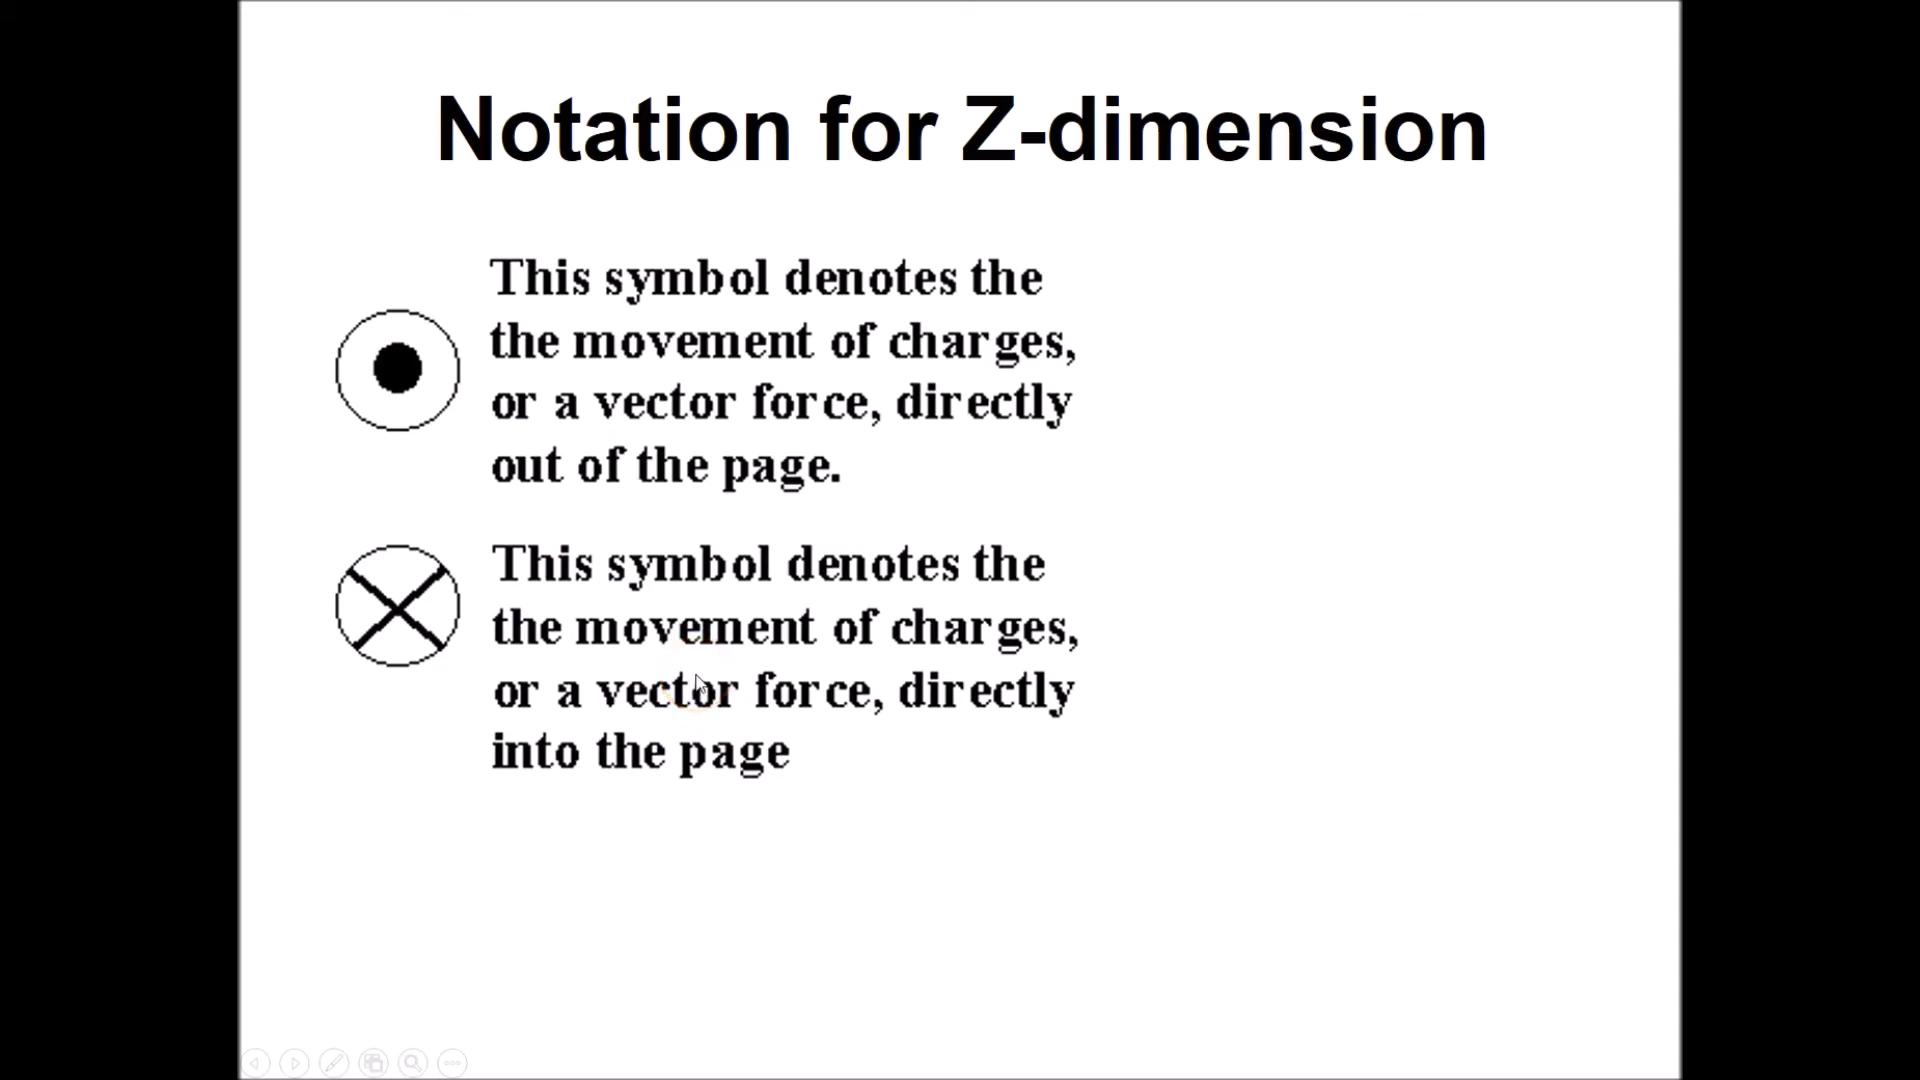 Notation for Z-dimension
This symbol denotes the
the movement of charges,
or a vector force, directly
out of the page.
This symbol denotes the
the movement of charges,
or a vector force, directly
into the page